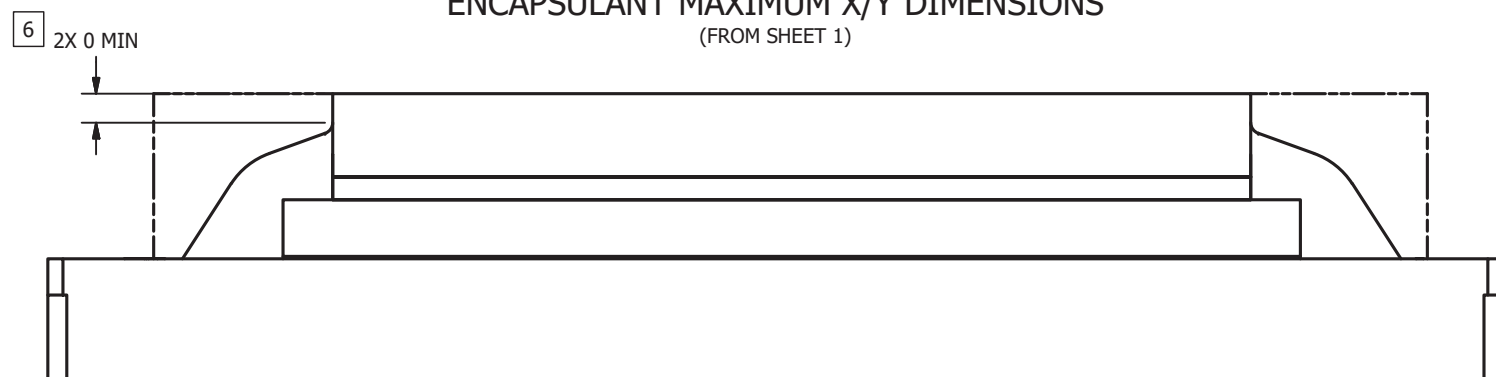 ENCAPSULANT MAXIMUM X/Y DIMENSIONS
(FROM SHEET 1)
6 2X 0 MIN